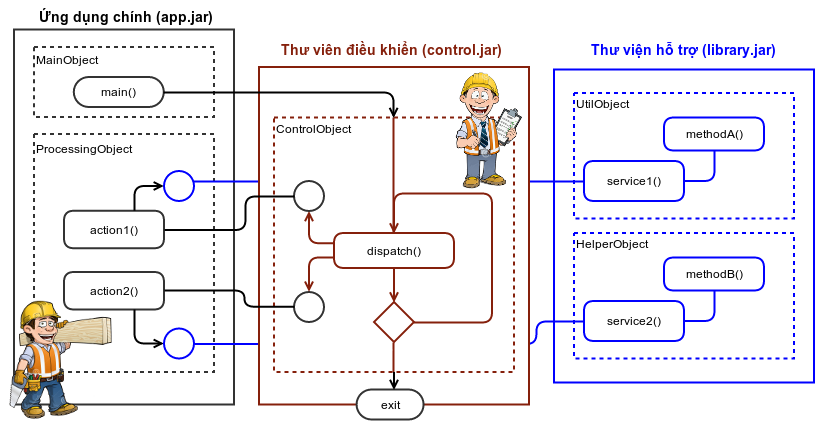 Ứng dụng chính (app.jar)
MainObject
main()
ProcessingObject
action1()
action2()
Thư viên điều khiển (control.jar)
ControlObject
dispatch()
exit
Thư viện hỗ trợ (library.jar)
UtilObject
methodA()
service1()
HelperObject
methodB()
service2()